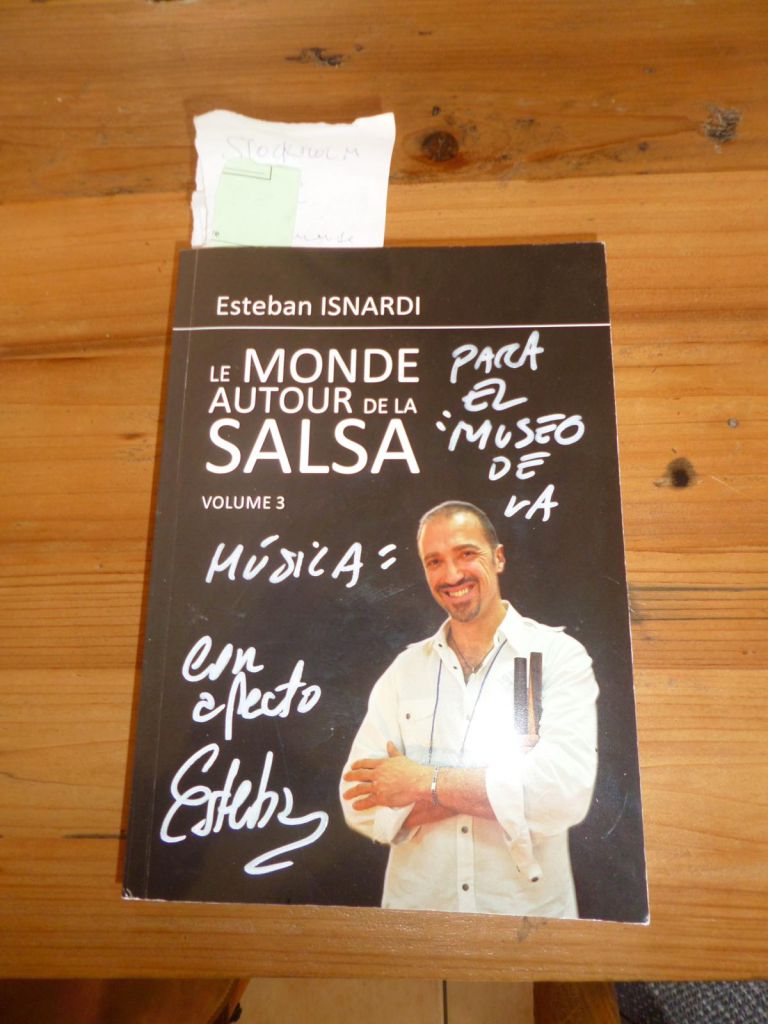 STOCKHOLM
Esteban ISNARDI
LE MONDE
AUTOUR DE LA
SALSA
VOLUME 3
PARA
EL
MUSEO
DE
LA
MÚSICA:
con
afecto
Esteban